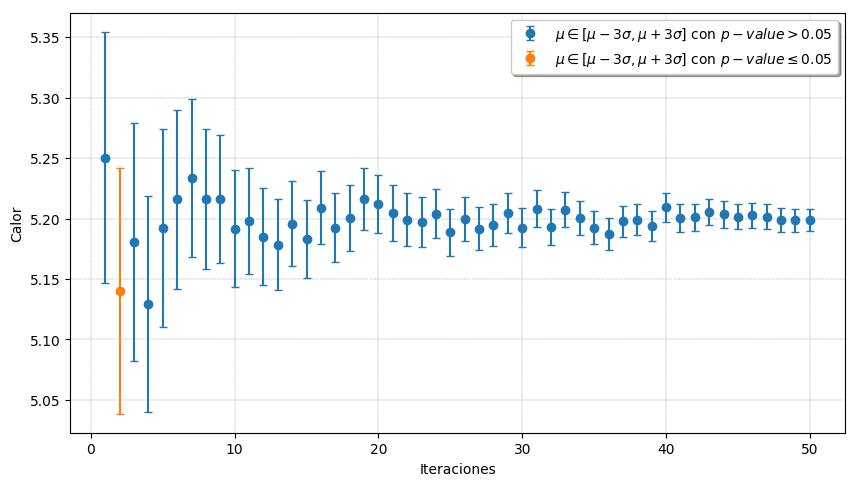 μ ∈ [μ − 3σ, μ + 3σ] con p − value > 0.05
μ ∈ [μ − 3σ, μ + 3σ] con p − value ≤ 0.05
5.35
5.30
5.25
5.20
5.15
5.10
5.05
Calor
0 10 20 30 40 50
Iteraciones